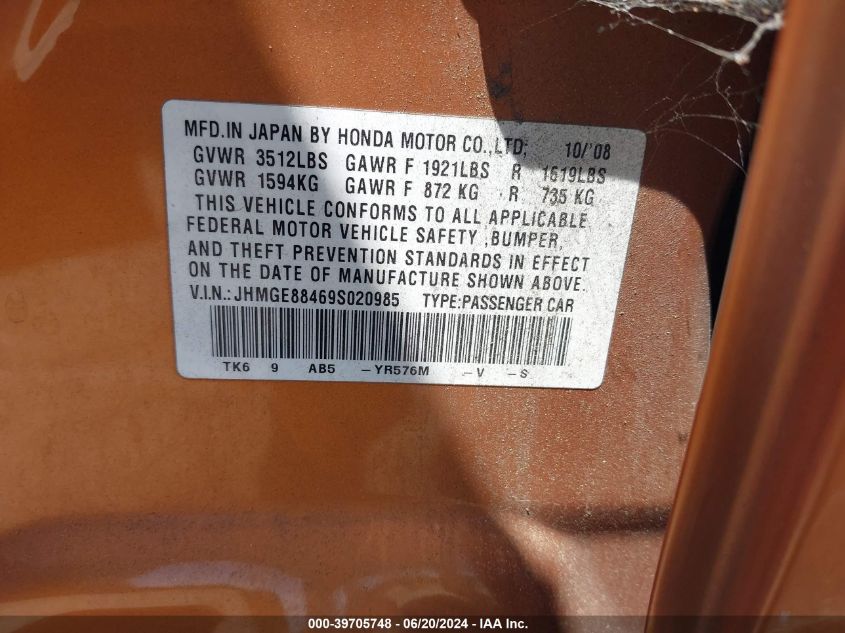 MFD.IN JAPAN BY HONDA MOTOR CO.,LTD; 10/'08
GVWR 3512LBS GAWR F 1921LBS R 1619LBS
GVWR 1594KG GAWR F 872 KG R 735 KG
THIS VEHICLE CONFORMS TO ALL APPLICABLE
FEDERAL MOTOR VEHICLE SAFETY ,BUMPER,
AND THEFT PREVENTION STANDARDS IN EFFECT
ON THE DATE OF MANUFACTURE SHOWN ABOVE.
V.I.N.: JHMGE88469S020985 TYPE:PASSENGER CAR
TK6 9 AB5 –YR576M –V –S
000-39705748 - 06/20/2024 - IAA Inc.